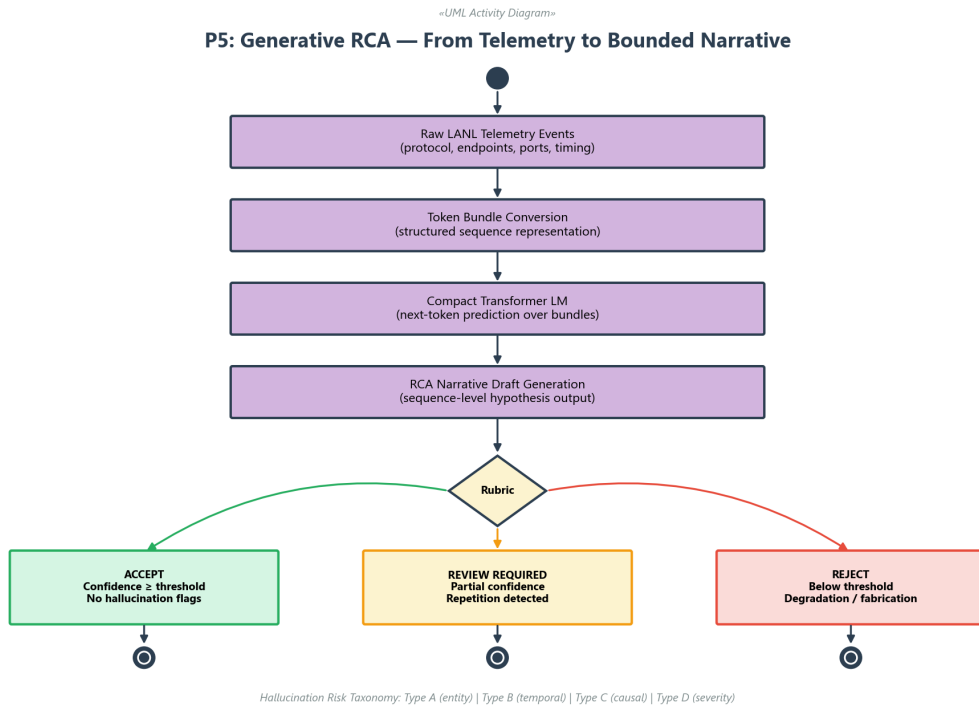 «UML Activity Diagram»
P5: Generative RCA — From Telemetry to Bounded Narrative
Raw LANL Telemetry Events
(protocol, endpoints, ports, timing)
Token Bundle Conversion
(structured sequence representation)
Compact Transformer LM
(next-token prediction over bundles)
RCA Narrative Draft Generation
(sequence-level hypothesis output)
Rubric
ACCEPT
Confidence ≥ threshold
No hallucination flags
REVIEW REQUIRED
Partial confidence
Repetition detected
REJECT
Below threshold
Degradation / fabrication
Hallucination Risk Taxonomy: Type A (entity) | Type B (temporal) | Type C (causal) | Type D (severity)